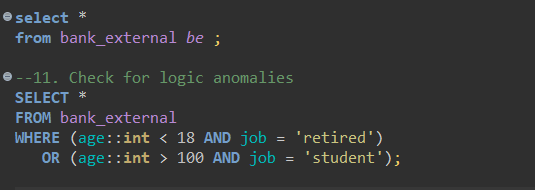 select *
from bank_external be ;
--11. Check for logic anomalies
SELECT *
FROM bank_external
WHERE (age::int < 18 AND job = 'retired')
OR (age::int > 100 AND job = 'student');